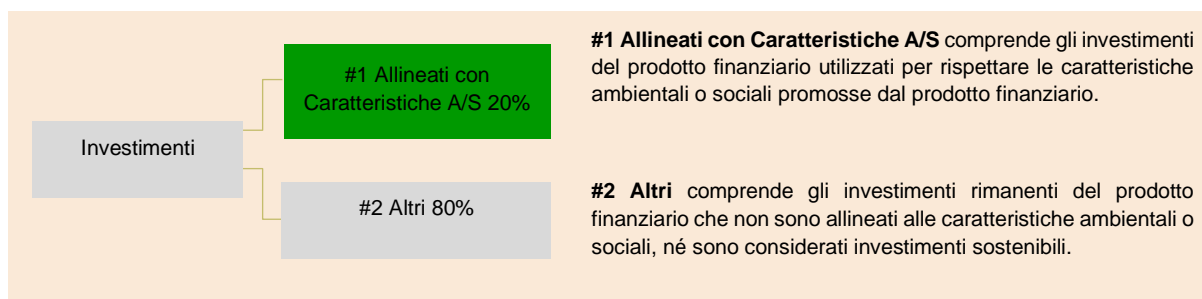 Investimenti
#1 Allineati con
Caratteristiche A/S 20%
#2 Altri 80%
#1 Allineati con Caratteristiche A/S comprende gli investimenti
del prodotto finanziario utilizzati per rispettare le caratteristiche
ambientali o sociali promosse dal prodotto finanziario.
#2 Altri comprende gli investimenti rimanenti del prodotto
finanziario che non sono allineati alle caratteristiche ambientali o
sociali, né sono considerati investimenti sostenibili.